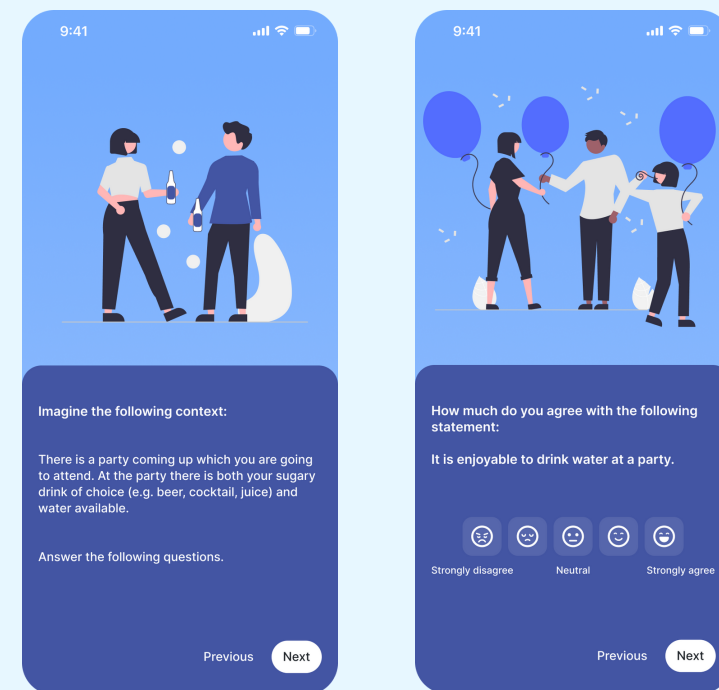 9:41
Imagine the following context:
There is a party coming up which you are going
to attend. At the party there is both your sugary
drink of choice (e.g. beer, cocktail, juice) and
water available.
Answer the following questions.
Previous
Next
9:41
How much do you agree with the following
statement:
It is enjoyable to drink water at a party.
Strongly disagree
Neutral
Strongly agree
Previous
Next